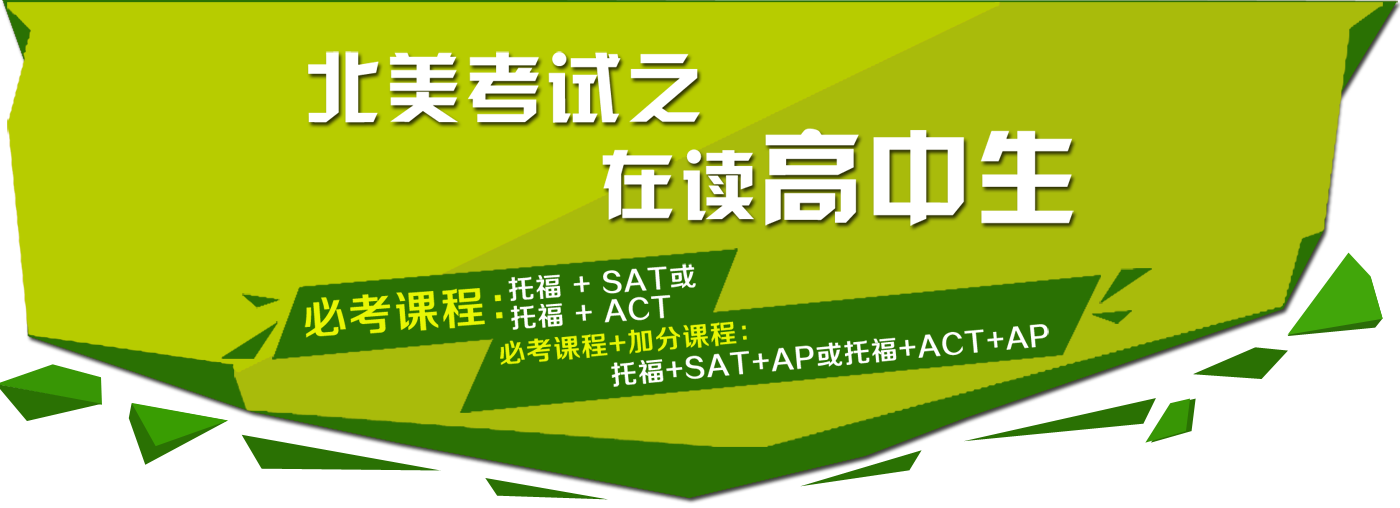 北美考试之
在读高中生
必考课程：托福 + SAT或
托福 + ACT
必考课程+加分课程：
托福+SAT+AP或托福+ACT+AP